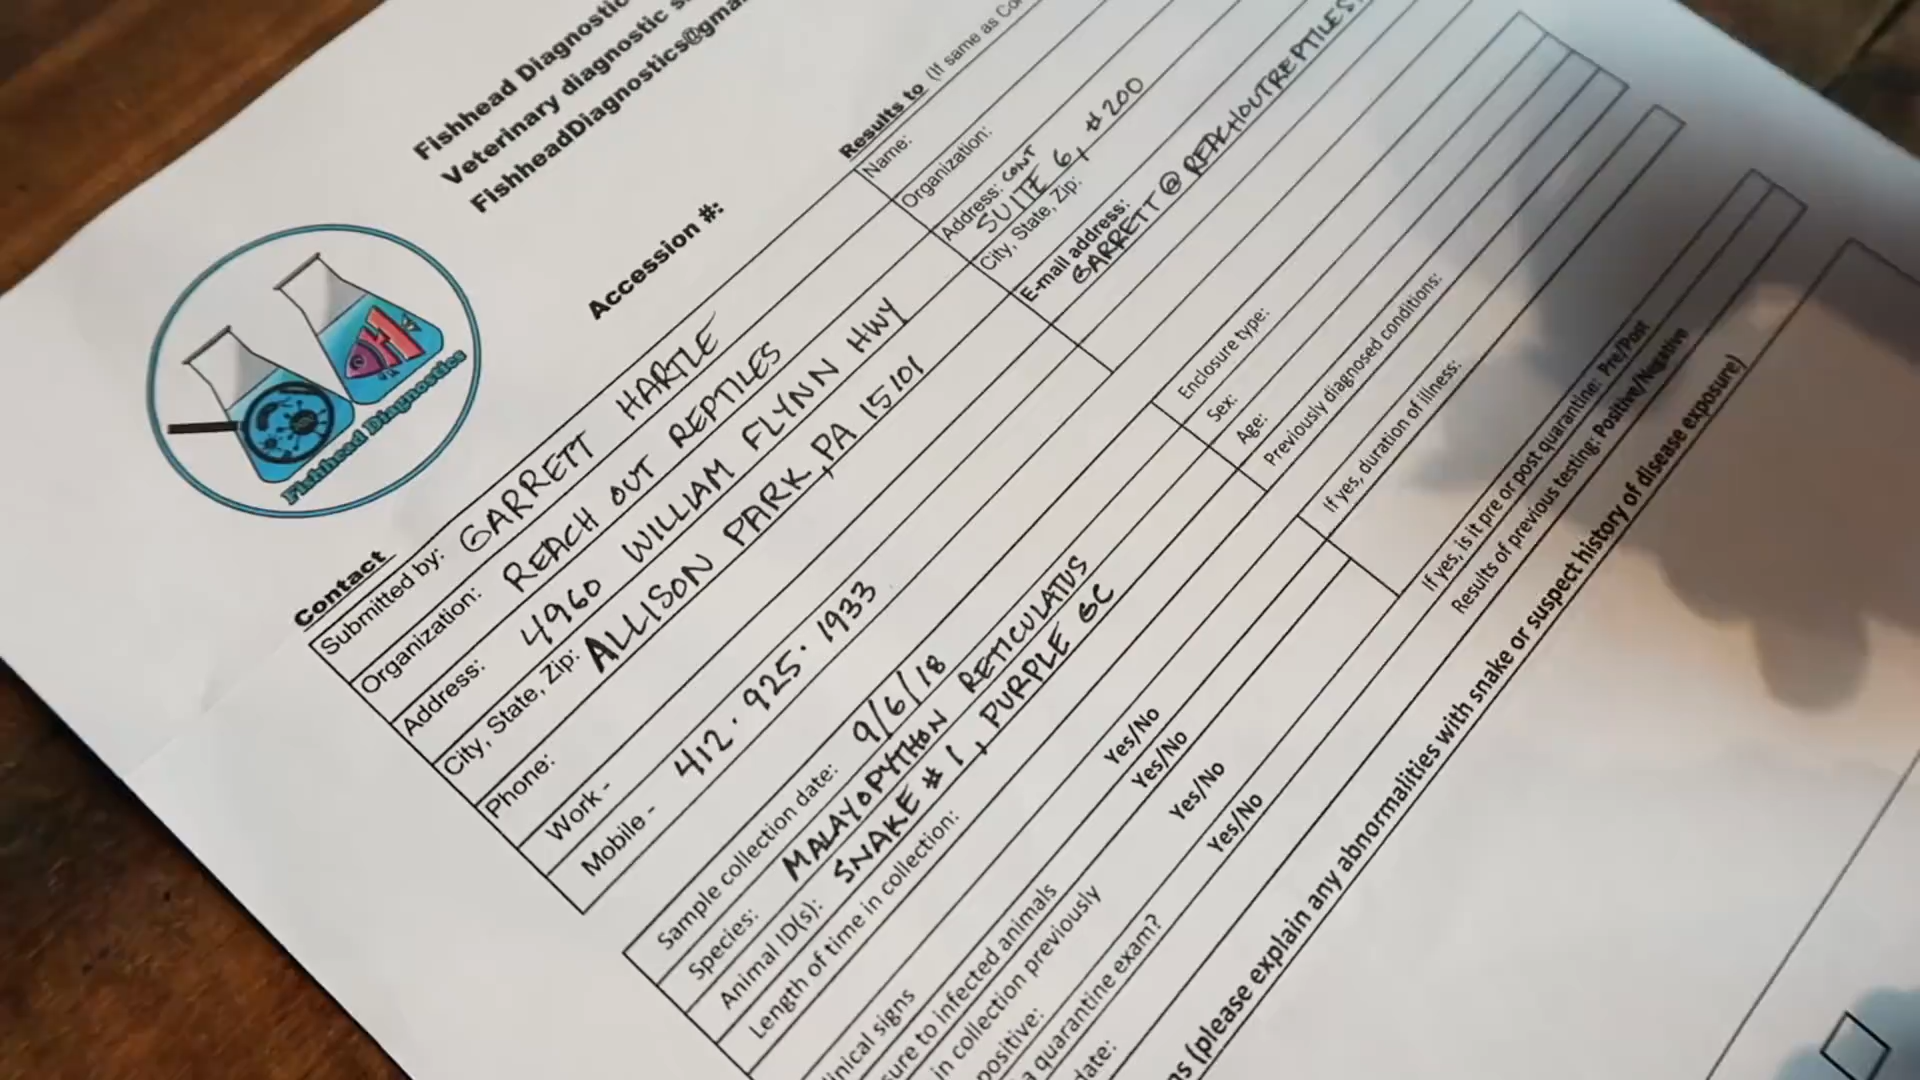 Fishhead Diagnostic
Veterinary diagnostic
FishheadDiagnostics@gma
Fishhead Diagnostics
Accession #:
Contact
Submitted by: GARRETT HARTLE
Organization: REACH OUT REPTILES
Address: 4960 WILLIAM FLYNN HWY
City, State, Zip: ALLISON PARK, PA 15101
Phone:
Work -
Mobile - 412.925.1933
Results to (If same as Co
Name:
Organization:
Address: CONT
SUITE 6, #200
City, State, Zip:
E-mail address:
GARRETT @ REACHOUTREPTILES
Sample collection date: 9/6/18
Species: MALAYOPYTHON RETICULATUS
Animal ID(s): SNAKE #1, PURPLE GC
Length of time in collection:
Enclosure type:
Sex:
Age:
Previously diagnosed conditions:
linical signs Yes/No
If yes, duration of illness:
sure to infected animals Yes/No
in collection previously Yes/No
positive:
a quarantine exam? Yes/No
If yes, is it pre or post quarantine: Pre/Post
date:
Results of previous testing: Positive/Negative
ns (please explain any abnormalities with snake or suspect history of disease exposure)